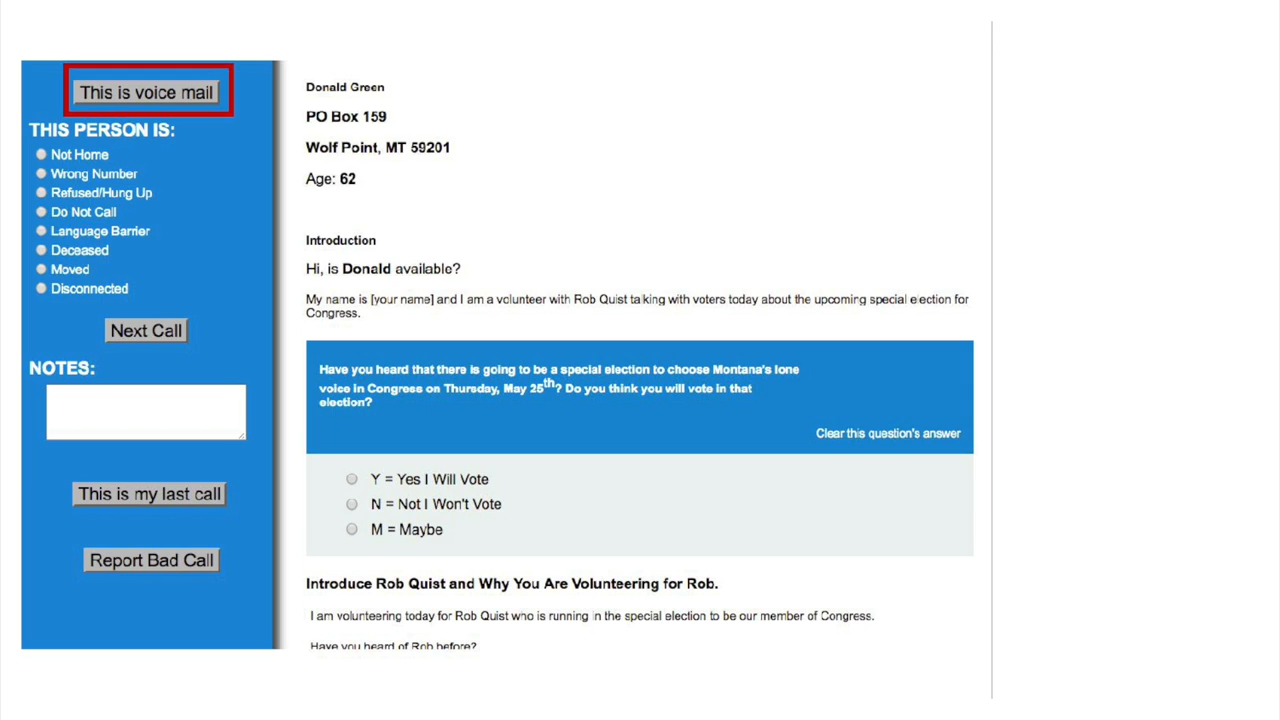 This is voice mail
THIS PERSON IS:
Not Home
Wrong Number
Refused/Hung Up
Do Not Call
Language Barrier
Deceased
Moved
Disconnected
Next Call
NOTES:
This is my last call
Report Bad Call
Donald Green
PO Box 159
Wolf Point, MT 59201
Age: 62
Introduction
Hi, is Donald available?
My name is [your name] and I am a volunteer with Rob Quist talking with voters today about the upcoming special election for
Congress.
Have you heard that there is going to be a special election to choose Montana's lone
voice in Congress on Thursday, May 25th? Do you think you will vote in that
election?
Clear this question's answer
Y = Yes I Will Vote
N = Not I Won't Vote
M = Maybe
Introduce Rob Quist and Why You Are Volunteering for Rob.
I am volunteering today for Rob Quist who is running in the special election to be our member of Congress.
Have you heard of Rob before?